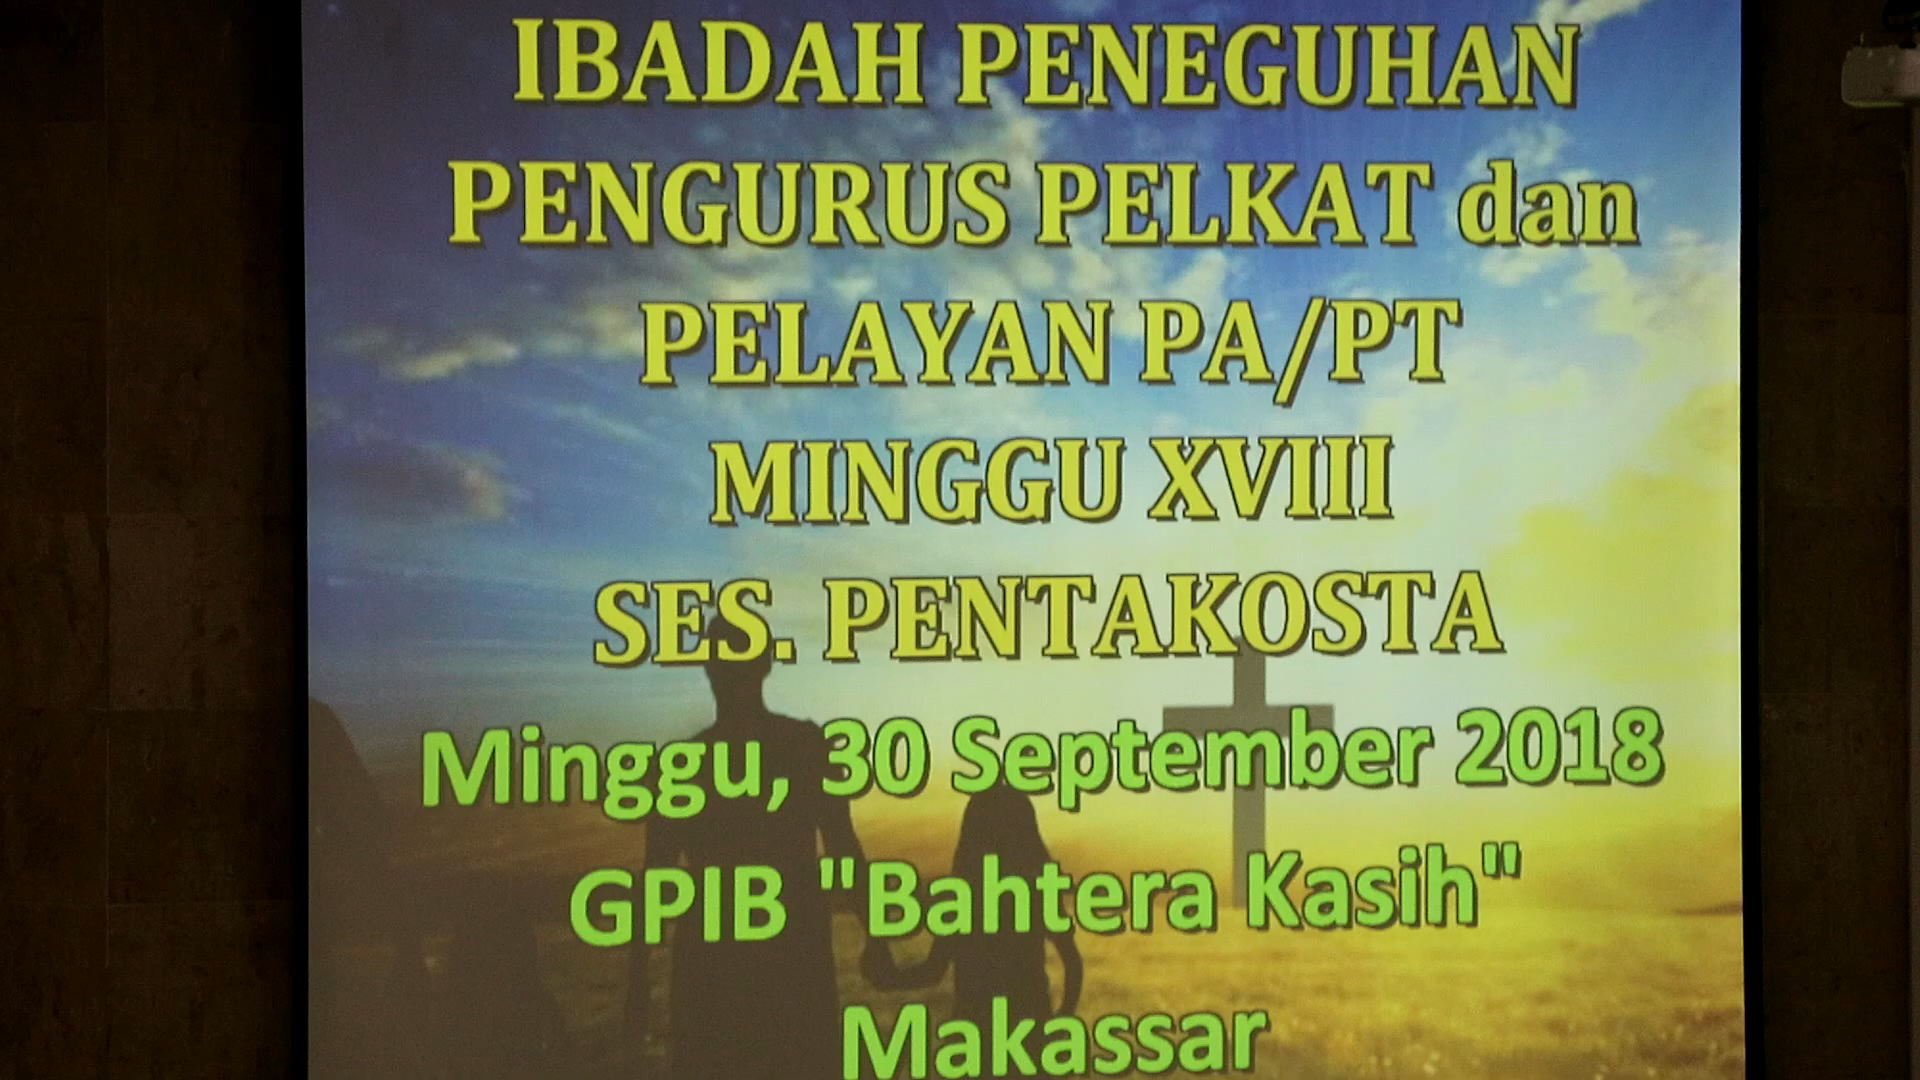 IBADAH PENEGUHAN
PENGURUS PELKAT dan
PELAYAN PA/PT
MINGGU XVIII
SES. PENTAKOSTA
Minggu, 30 September 2018
GPIB "Bahtera Kasih"
Makassar